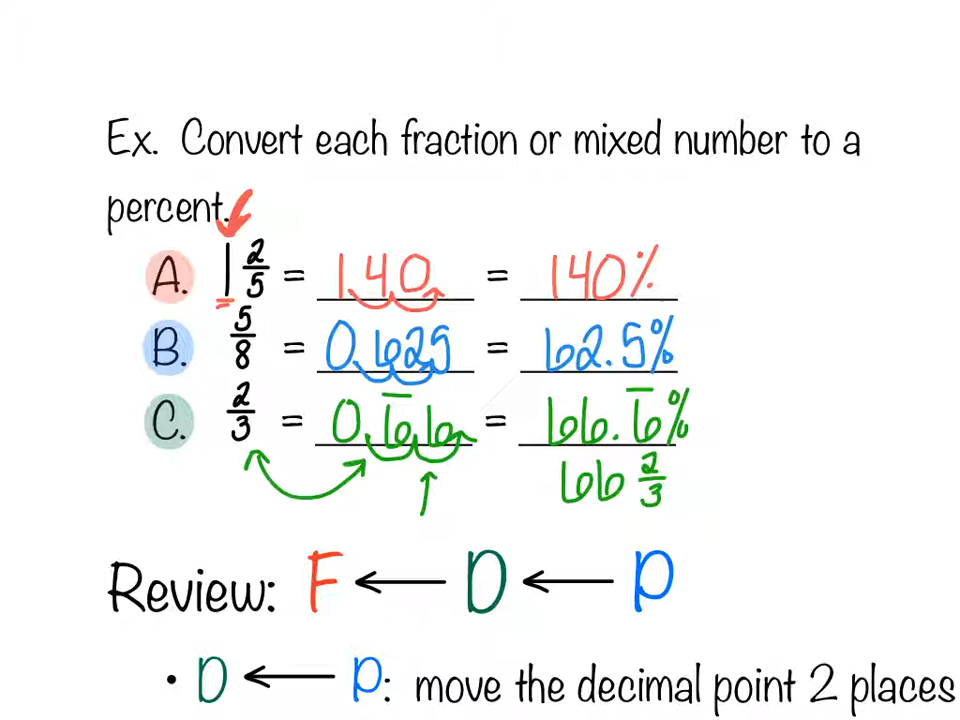 Ex. Convert each fraction or mixed number to a
percent.
A. 1 2/5 = 1.40 = 140%
B. 5/8 = 0.625 = 62.5%
C. 2/3 = 0.6̅6 = 66.6̅%
66 2/3
Review: F ← D ← P
• D ← P: move the decimal point 2 places